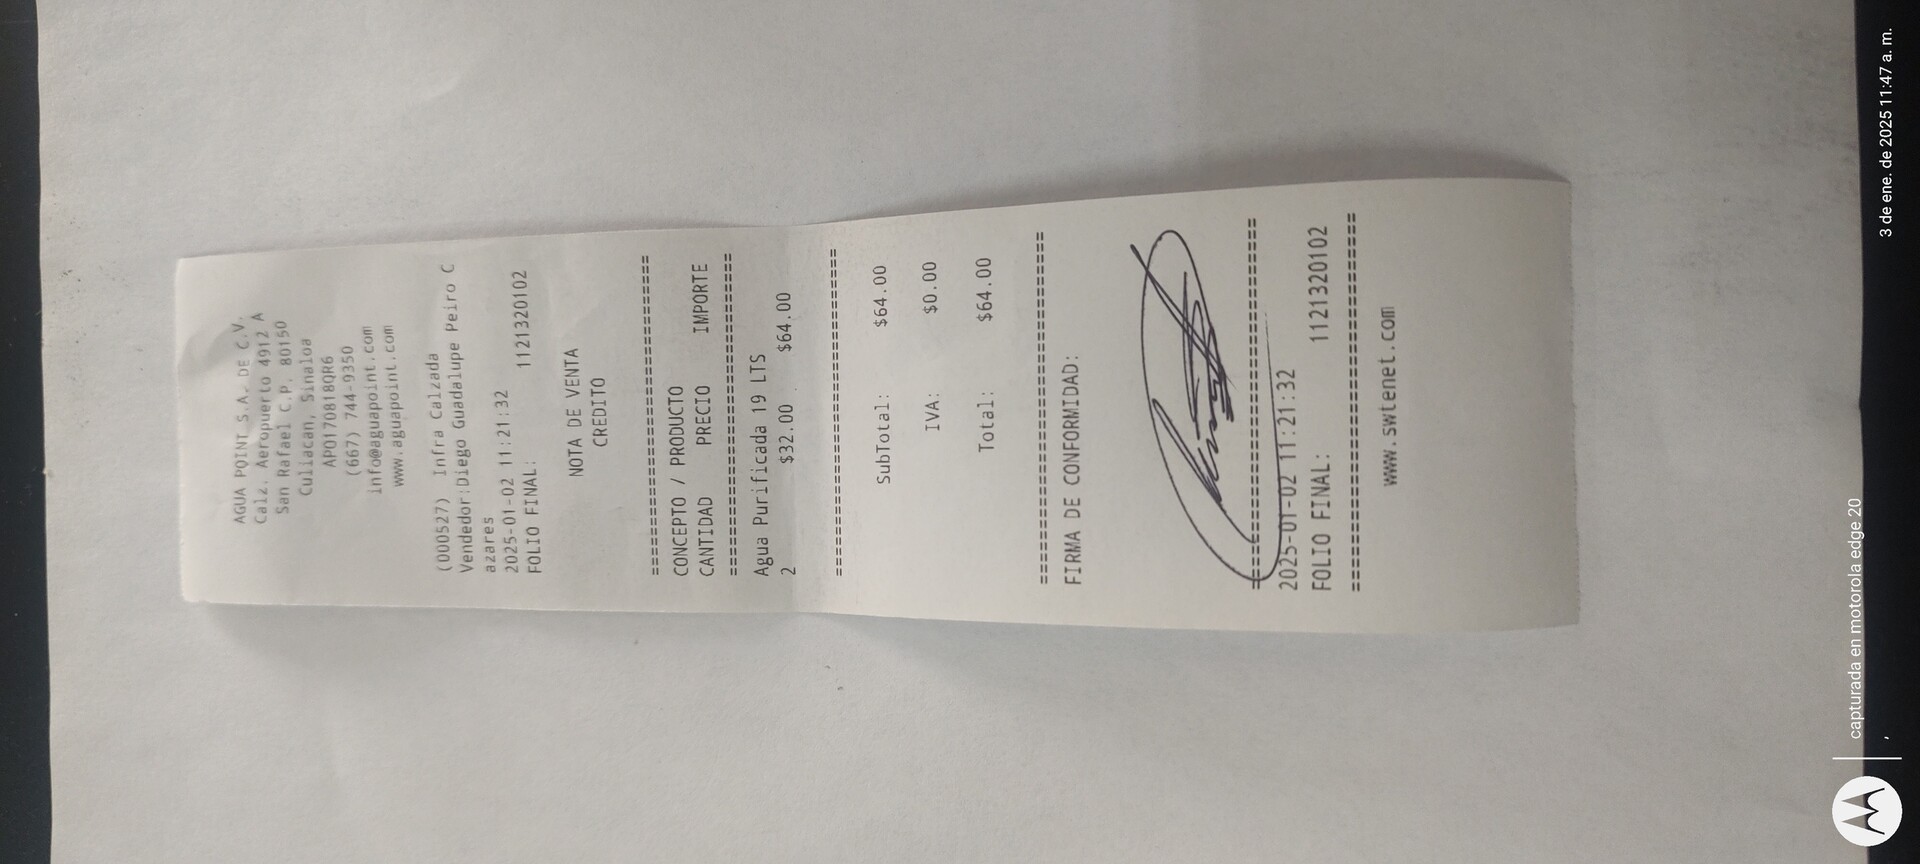 AGUA POINT S.A. DE C.V.
Calz. Aeropuerto 4912 A
San Rafael C.P. 80150
Culiacan, Sinaloa
APO170818QR6
(667) 744-9350
info@aguapoint.com
www.aguapoint.com
(000527) Infra Calzada
Vendedor:Diego Guadalupe Peiro C
azares
2025-01-02 11:21:32
FOLIO FINAL: 1121320102
NOTA DE VENTA
CREDITO
================================
CONCEPTO / PRODUCTO
CANTIDAD PRECIO IMPORTE
================================
Agua Purificada 19 LTS
2 $32.00 $64.00
================================
SubTotal: $64.00
IVA: $0.00
Total: $64.00
================================
FIRMA DE CONFORMIDAD:
================================
2025-01-02 11:21:32
FOLIO FINAL: 1121320102
================================
www.swtenet.com
capturada en motorola edge 20
3 de ene. de 2025 11:47 a. m.